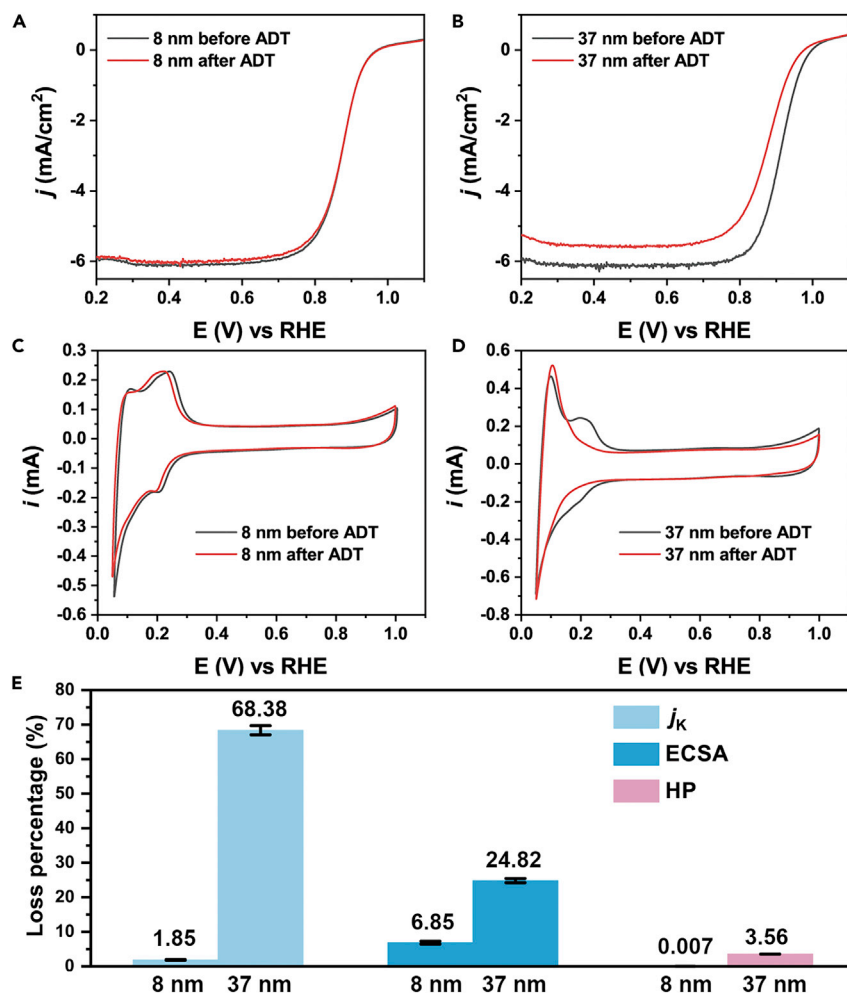 A
8 nm before ADT
8 nm after ADT
j (mA/cm²)
0
-2
-4
-6
0.2 0.4 0.6 0.8 1.0
E (V) vs RHE
B
37 nm before ADT
37 nm after ADT
j (mA/cm²)
0
-2
-4
-6
0.2 0.4 0.6 0.8 1.0
E (V) vs RHE
C
i (mA)
0.3
0.2
0.1
0.0
-0.1
-0.2
-0.3
-0.4
-0.5
-0.6
8 nm before ADT
8 nm after ADT
0.0 0.2 0.4 0.6 0.8 1.0
E (V) vs RHE
D
i (mA)
0.6
0.4
0.2
0.0
-0.2
-0.4
-0.6
-0.8
37 nm before ADT
37 nm after ADT
0.0 0.2 0.4 0.6 0.8 1.0
E (V) vs RHE
E
Loss percentage (%)
80
70
60
50
40
30
20
10
0
68.38
1.85
24.82
6.85
0.007
3.56
jK
ECSA
HP
8 nm 37 nm 8 nm 37 nm 8 nm 37 nm